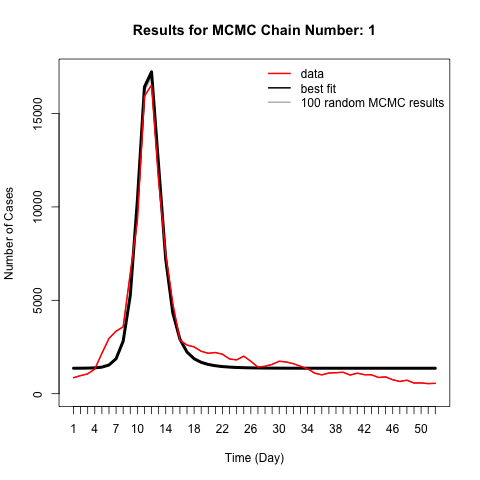 Results for MCMC Chain Number: 1
data
best fit
100 random MCMC results
Number of Cases
15000
10000
5000
0
1 4 7 10 14 18 22 26 30 34 38 42 46 50
Time (Day)